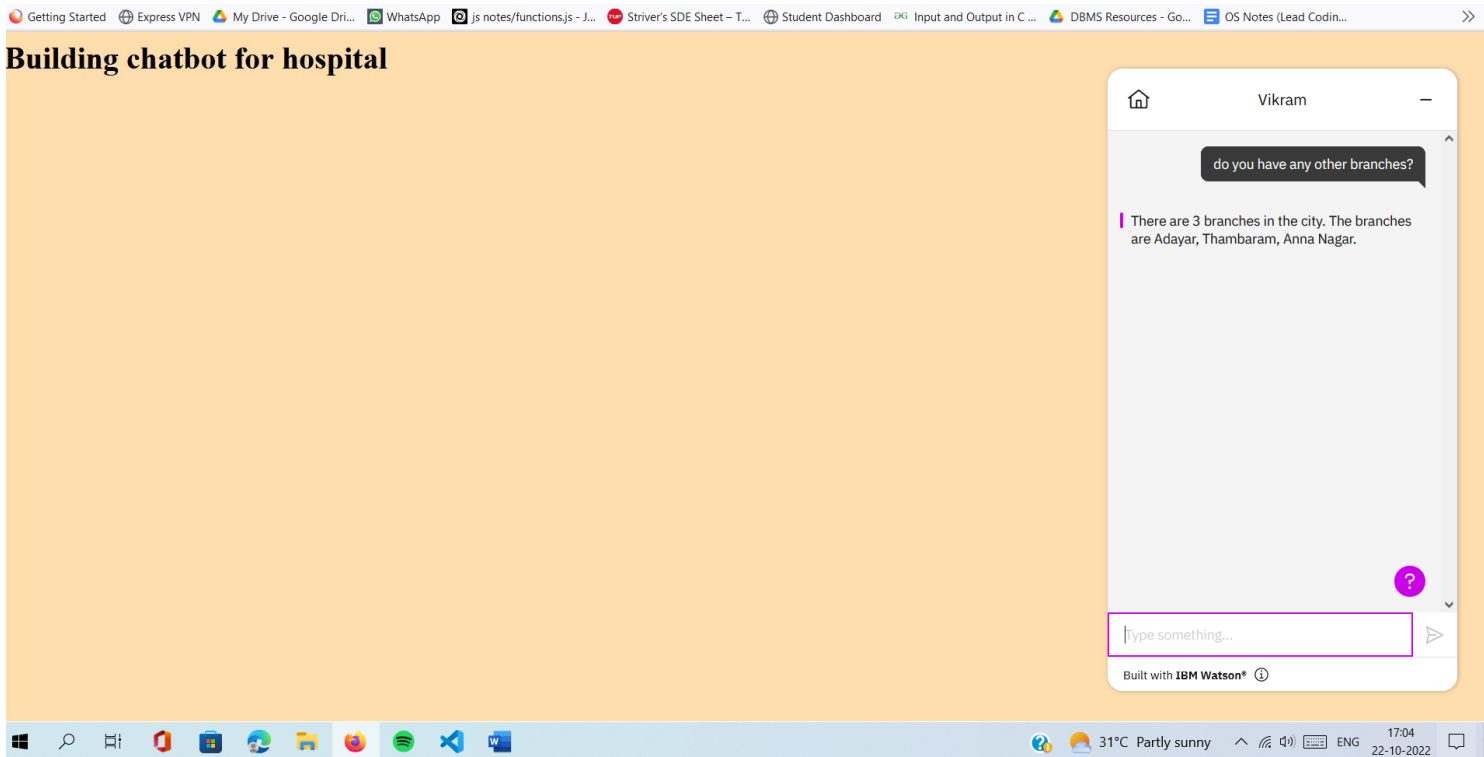 Getting Started Express VPN My Drive - Google Dri... WhatsApp js notes/functions.js - J... Striver's SDE Sheet – T... Student Dashboard Input and Output in C ... DBMS Resources - Go... OS Notes (Lead Codin...
Building chatbot for hospital
Vikram
do you have any other branches?
There are 3 branches in the city. The branches
are Adayar, Thambaram, Anna Nagar.
?
Type something...
Built with IBM Watson®
31°C Partly sunny ENG 17:04
22-10-2022